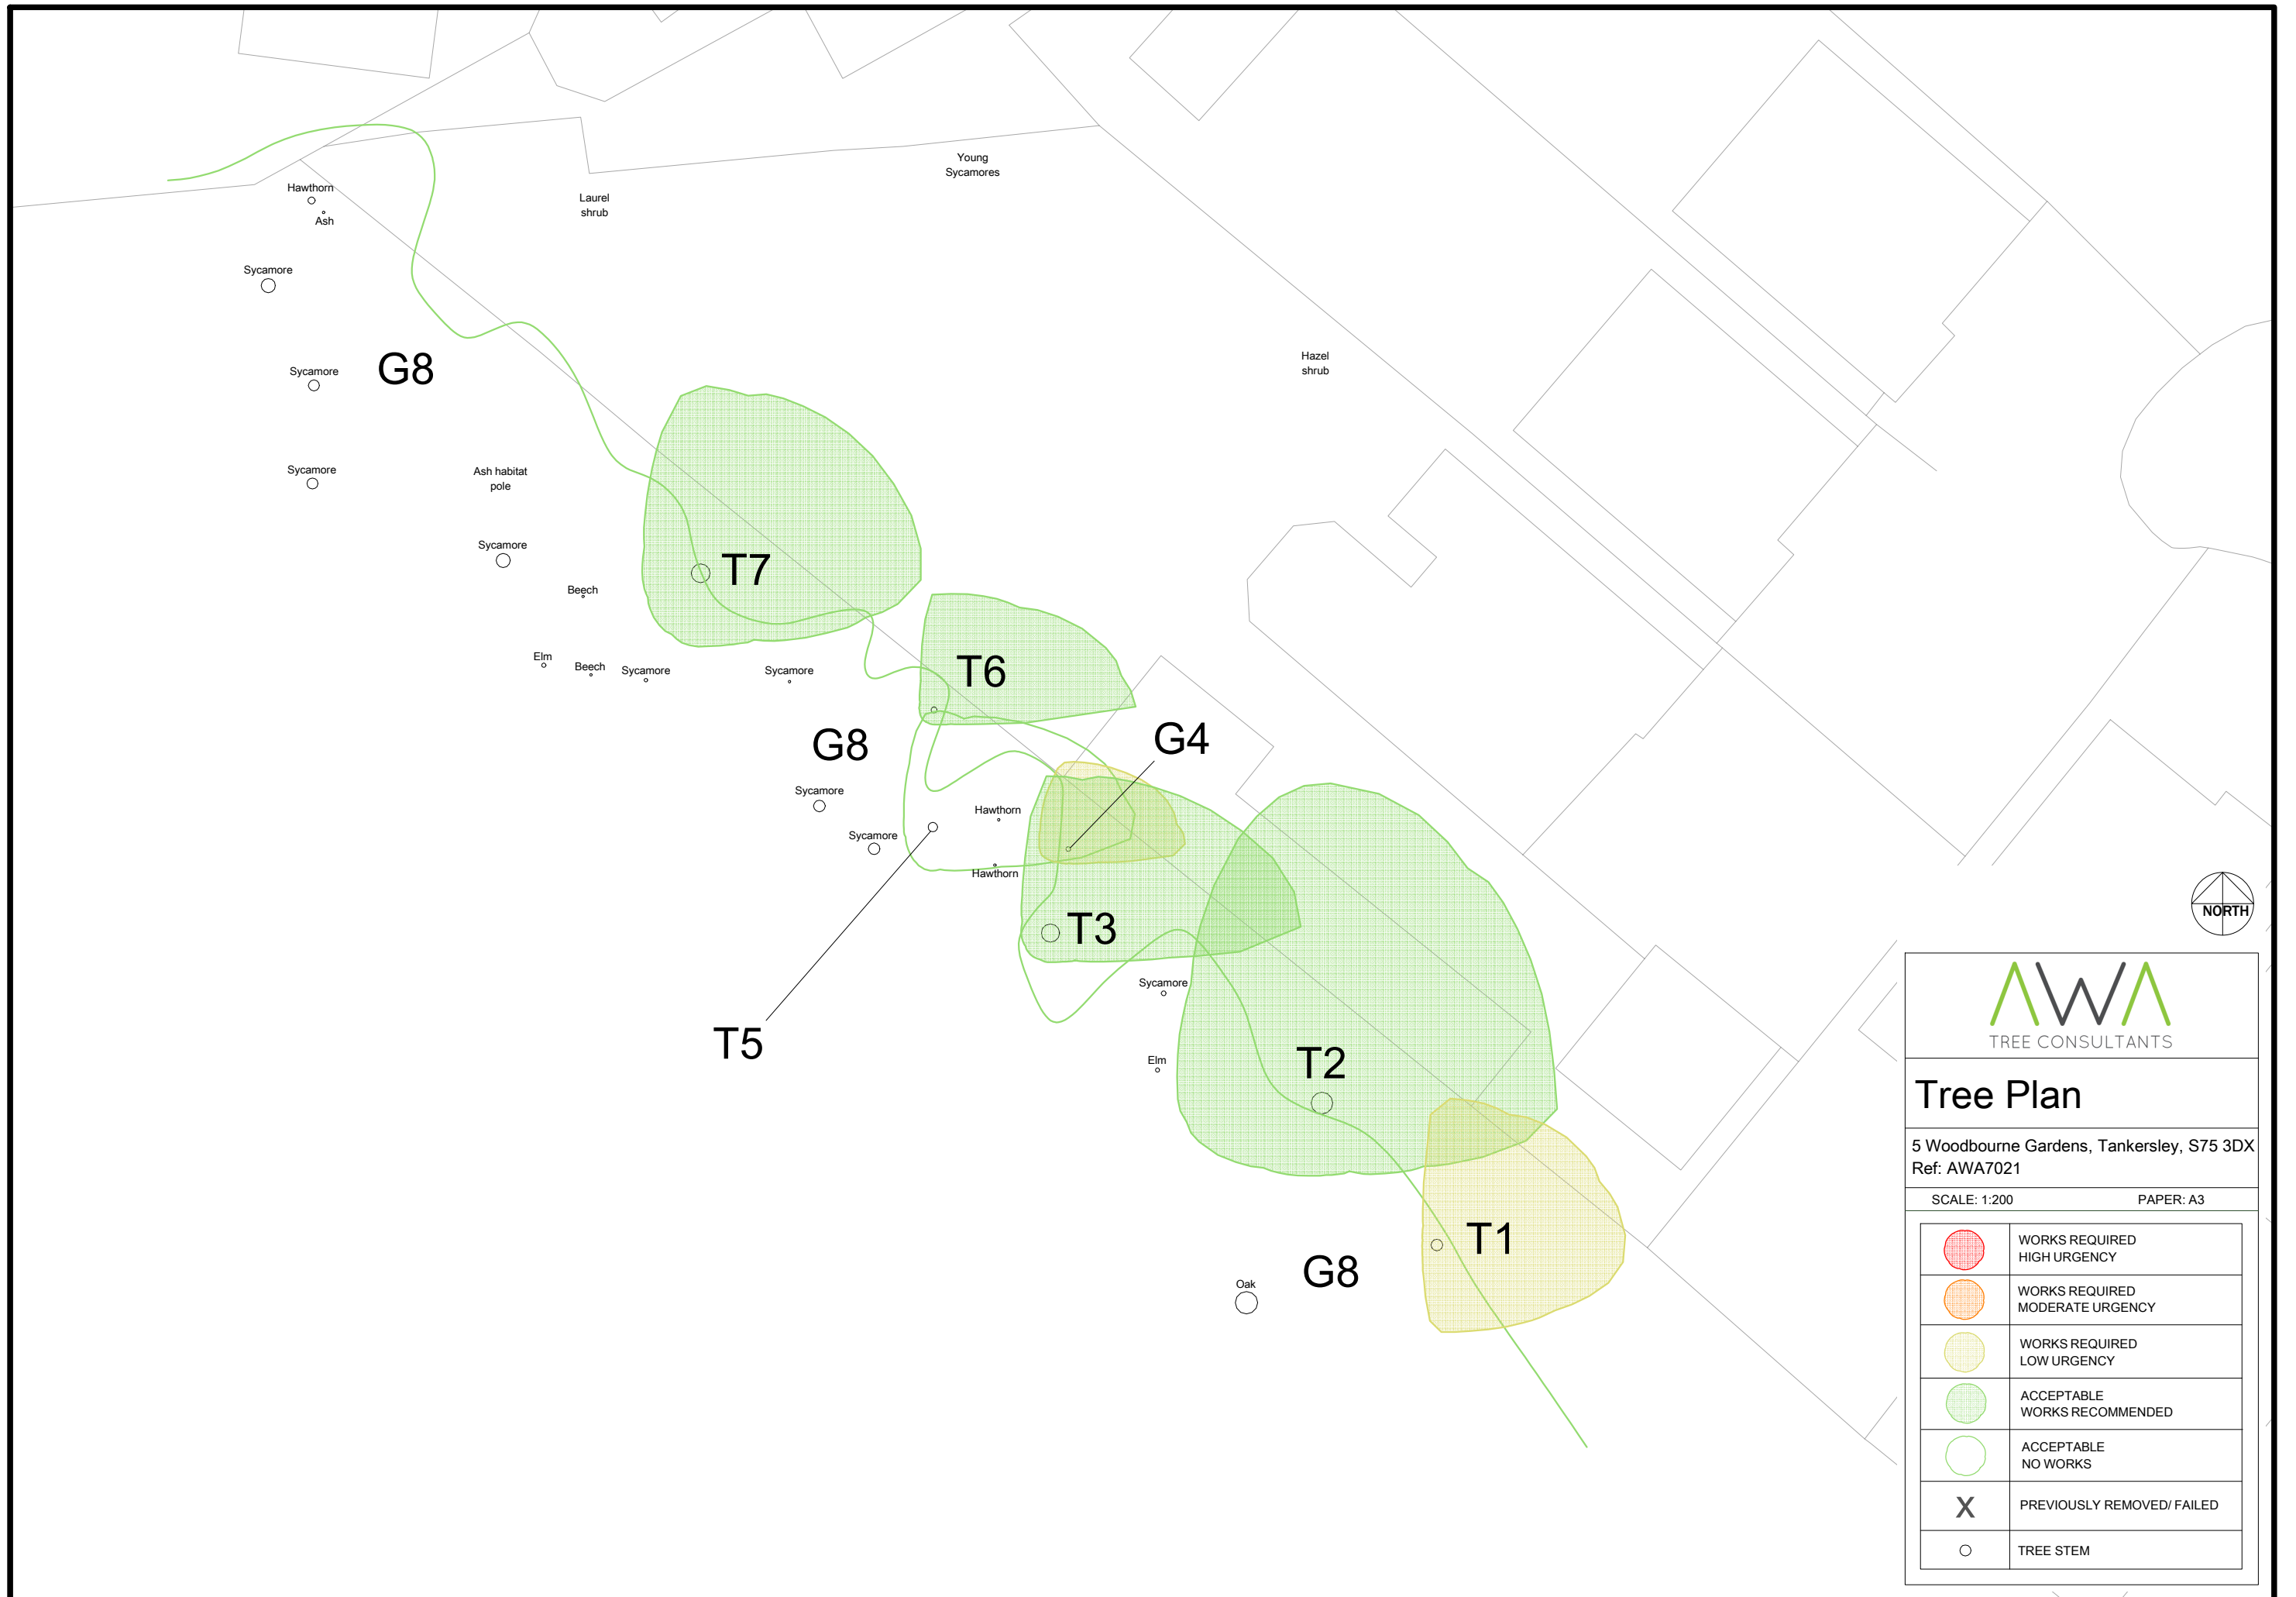 Young
Sycamores
Hawthorn
Ash
Laurel
shrub
Sycamore
Hazel
shrub
Sycamore
G8
Sycamore
Ash habitat
pole
Sycamore
T7
Beech
Elm
Beech
Sycamore
Sycamore
T6
G8
G4
Sycamore
Hawthorn
Sycamore
Hawthorn
T3
Sycamore
T5
Elm
T2
T1
G8
Oak
NORTH
AWA
TREE CONSULTANTS
Tree Plan
5 Woodbourne Gardens, Tankersley, S75 3DX
Ref: AWA7021
SCALE: 1:200 PAPER: A3
WORKS REQUIRED
HIGH URGENCY
WORKS REQUIRED
MODERATE URGENCY
WORKS REQUIRED
LOW URGENCY
ACCEPTABLE
WORKS RECOMMENDED
ACCEPTABLE
NO WORKS
X PREVIOUSLY REMOVED/ FAILED
TREE STEM